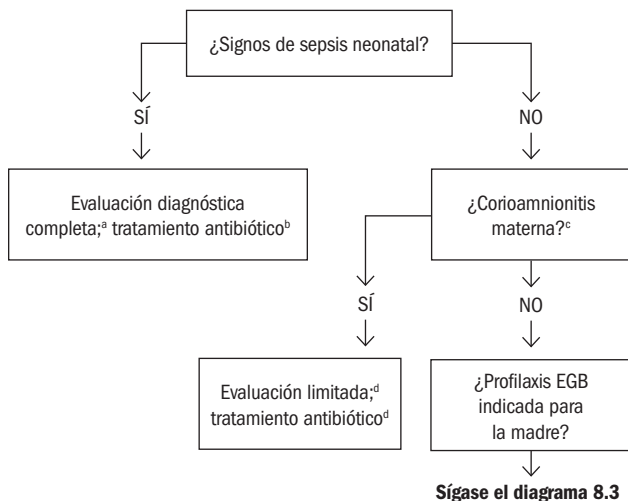 ¿Signos de sepsis neonatal?
SÍ
NO
Evaluación diagnóstica
completa;ᵃ tratamiento antibióticoᵇ
¿Corioamnionitis
materna?ᶜ
SÍ
NO
Evaluación limitada;ᵈ
tratamiento antibióticoᵈ
¿Profilaxis EGB
indicada para
la madre?
Sígase el diagrama 8.3